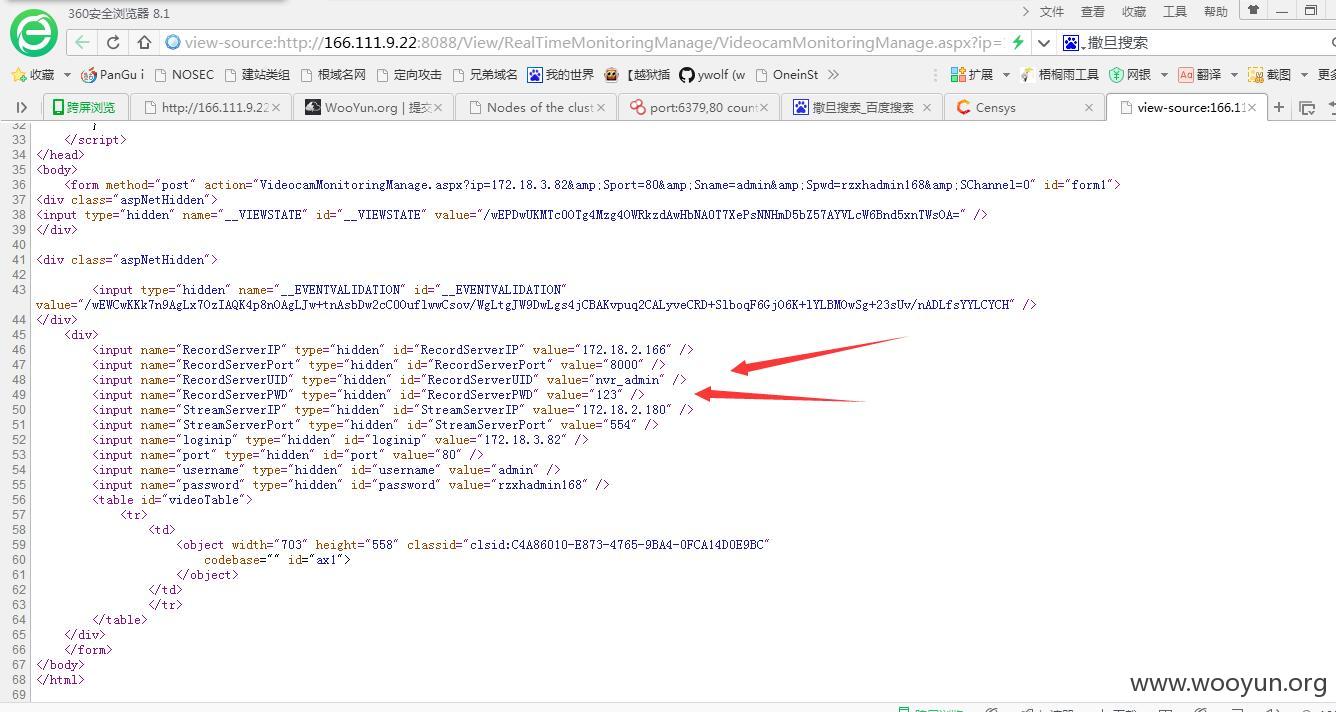 360安全浏览器 8.1
文件 查看 收藏 工具 帮助
view-source:http://166.111.9.22:8088/View/RealTimeMonitoringManage/VideocamMonitoringManage.aspx?ip=
撒旦搜索
收藏 PanGu i NOSEC 建站类组 根域名网 定向攻击 兄弟域名 我的世界 【越狱插 ywolf (w OneinSt » 扩展 梧桐雨工具 网银 翻译 截图 更多
跨屏浏览 http://166.111.9.22 WooYun.org | 提交 Nodes of the clust port:6379,80 count 撒旦搜索_百度搜索 Censys view-source:166.11
32 }
33 </script>
34 </head>
35 <body>
36 <form method="post" action="VideocamMonitoringManage.aspx?ip=172.18.3.82&amp;Sport=80&amp;Sname=admin&amp;Spwd=rzxhadmin168&amp;SChannel=0" id="form1">
37 <div class="aspNetHidden">
38 <input type="hidden" name="__VIEWSTATE" id="__VIEWSTATE" value="/wEPDwUKMTc0OTg4Mzg4OWRkzdAwHbNA0T7XePsNNHmD5bZ57AYVLcW6Bnd5xnTWsOA=" />
39 </div>
40
41 <div class="aspNetHidden">
42
43 <input type="hidden" name="__EVENTVALIDATION" id="__EVENTVALIDATION"
value="/wEWCwKKk7n9AgLx7OzIAQK4p8nOAgLJw+tnAsbDw2cC0OuflwwCsov/WgLtgJW9DwLgs4jCBAKvpuq2CALyveCRD+SlboqF6GjO6K+lYLBMOwSg+23sUv/nADLfsYYLCYCH" />
44 </div>
45 <div>
46 <input name="RecordServerIP" type="hidden" id="RecordServerIP" value="172.18.2.166" />
47 <input name="RecordServerPort" type="hidden" id="RecordServerPort" value="8000" />
48 <input name="RecordServerUID" type="hidden" id="RecordServerUID" value="nvr_admin" />
49 <input name="RecordServerPWD" type="hidden" id="RecordServerPWD" value="123" />
50 <input name="StreamServerIP" type="hidden" id="StreamServerIP" value="172.18.2.180" />
51 <input name="StreamServerPort" type="hidden" id="StreamServerPort" value="554" />
52 <input name="loginip" type="hidden" id="loginip" value="172.18.3.82" />
53 <input name="port" type="hidden" id="port" value="80" />
54 <input name="username" type="hidden" id="username" value="admin" />
55 <input name="password" type="hidden" id="password" value="rzxhadmin168" />
56 <table id="videoTable">
57 <tr>
58 <td>
59 <object width="703" height="558" classid="clsid:C4A86010-E873-4765-9BA4-0FCA14D0E9BC"
60 codebase="" id="ax1">
61 </object>
62 </td>
63 </tr>
64 </table>
65 </div>
66 </form>
67 </body>
68 </html>
69
www.wooyun.org